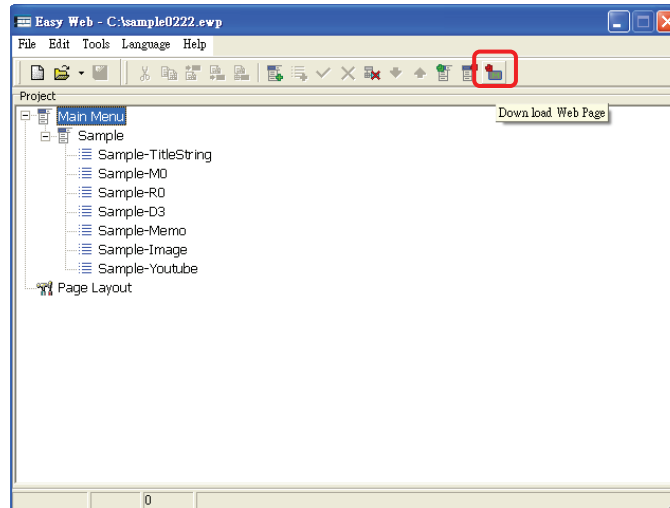 Easy Web - C:\sample0222.ewp
File Edit Tools Language Help
Project
Down load Web Page
Main Menu
Sample
Sample-TitleString
Sample-M0
Sample-R0
Sample-D3
Sample-Memo
Sample-Image
Sample-Youtube
Page Layout
0